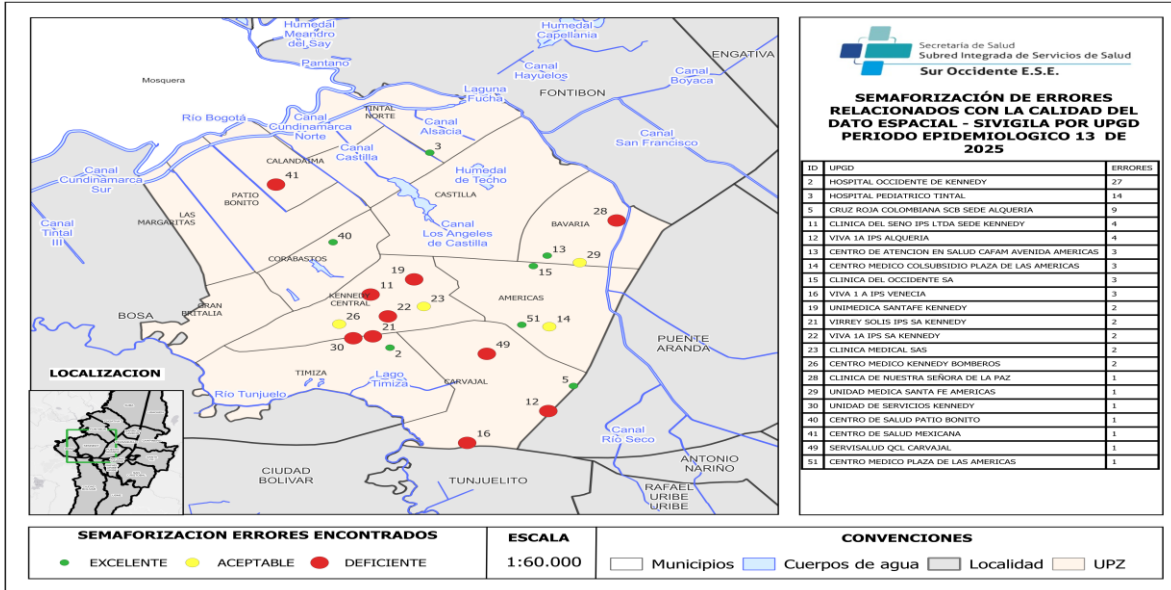 Humedal
Meandro
del Say
Pantano
Mosquera
Humedal
Capellania
ENGATIVA
Canal
Hayuelos
Canal
Boyaca
FONTIBON
Laguna
Fucha
TINTAL
NORTE
Canal
Alsacia
Río Bogotá
Canal
Cundinamarca
Norte
Canal
San Francisco
3
CALANDAIMA
Canal
Castilla
Humedal
de Techo
Canal
Cundinamarca
Sur
41
PATIO
BONITO
CASTILLA
LAS
MARGARITAS
Canal
Tintal
III
28
BAVARIA
Canal
Los Angeles
de Castilla
40
13
29
CORABASTOS
15
19
11
KENNEDY
CENTRAL
23
AMERICAS
GRAN
BRITALIA
BOSA
22
26
21
51
14
30
2
49
PUENTE
ARANDA
LOCALIZACION
TIMIZA
Lago
Timiza
CARVAJAL
5
Río Tunjuelo
12
16
Canal
Río Seco
ANTONIO
NARIÑO
CIUDAD
BOLIVAR
TUNJUELITO
RAFAEL
URIBE
URIBE
Secretaria de Salud
Subred Integrada de Servicios de Salud
Sur Occidente E.S.E.
SEMAFORIZACIÓN DE ERRORES
RELACIONADOS CON LA CALIDAD DEL
DATO ESPACIAL - SIVIGILA POR UPGD
PERIODO EPIDEMIOLOGICO 13 DE
2025
ID UPGD ERRORES
2 HOSPITAL OCCIDENTE DE KENNEDY 27
3 HOSPITAL PEDIATRICO TINTAL 14
5 CRUZ ROJA COLOMBIANA SCB SEDE ALQUERIA 9
11 CLINICA DEL SENO IPS LTDA SEDE KENNEDY 4
12 VIVA 1A IPS ALQUERIA 4
13 CENTRO DE ATENCION EN SALUD CAFAM AVENIDA AMERICAS 3
14 CENTRO MEDICO COLSUBSIDIO PLAZA DE LAS AMERICAS 3
15 CLINICA DEL OCCIDENTE SA 3
16 VIVA 1 A IPS VENECIA 3
19 UNIMEDICA SANTAFE KENNEDY 2
21 VIRREY SOLIS IPS SA KENNEDY 2
22 VIVA 1A IPS SA KENNEDY 2
23 CLINICA MEDICAL SAS 2
26 CENTRO MEDICO KENNEDY BOMBEROS 2
28 CLINICA DE NUESTRA SEÑORA DE LA PAZ 1
29 UNIDAD MEDICA SANTA FE AMERICAS 1
30 UNIDAD DE SERVICIOS KENNEDY 1
40 CENTRO DE SALUD PATIO BONITO 1
41 CENTRO DE SALUD MEXICANA 1
49 SERVISALUD QCL CARVAJAL 1
51 CENTRO MEDICO PLAZA DE LAS AMERICAS 1
SEMAFORIZACION ERRORES ENCONTRADOS
EXCELENTE ACEPTABLE DEFICIENTE
ESCALA
1:60.000
CONVENCIONES
Municipios Cuerpos de agua Localidad UPZ